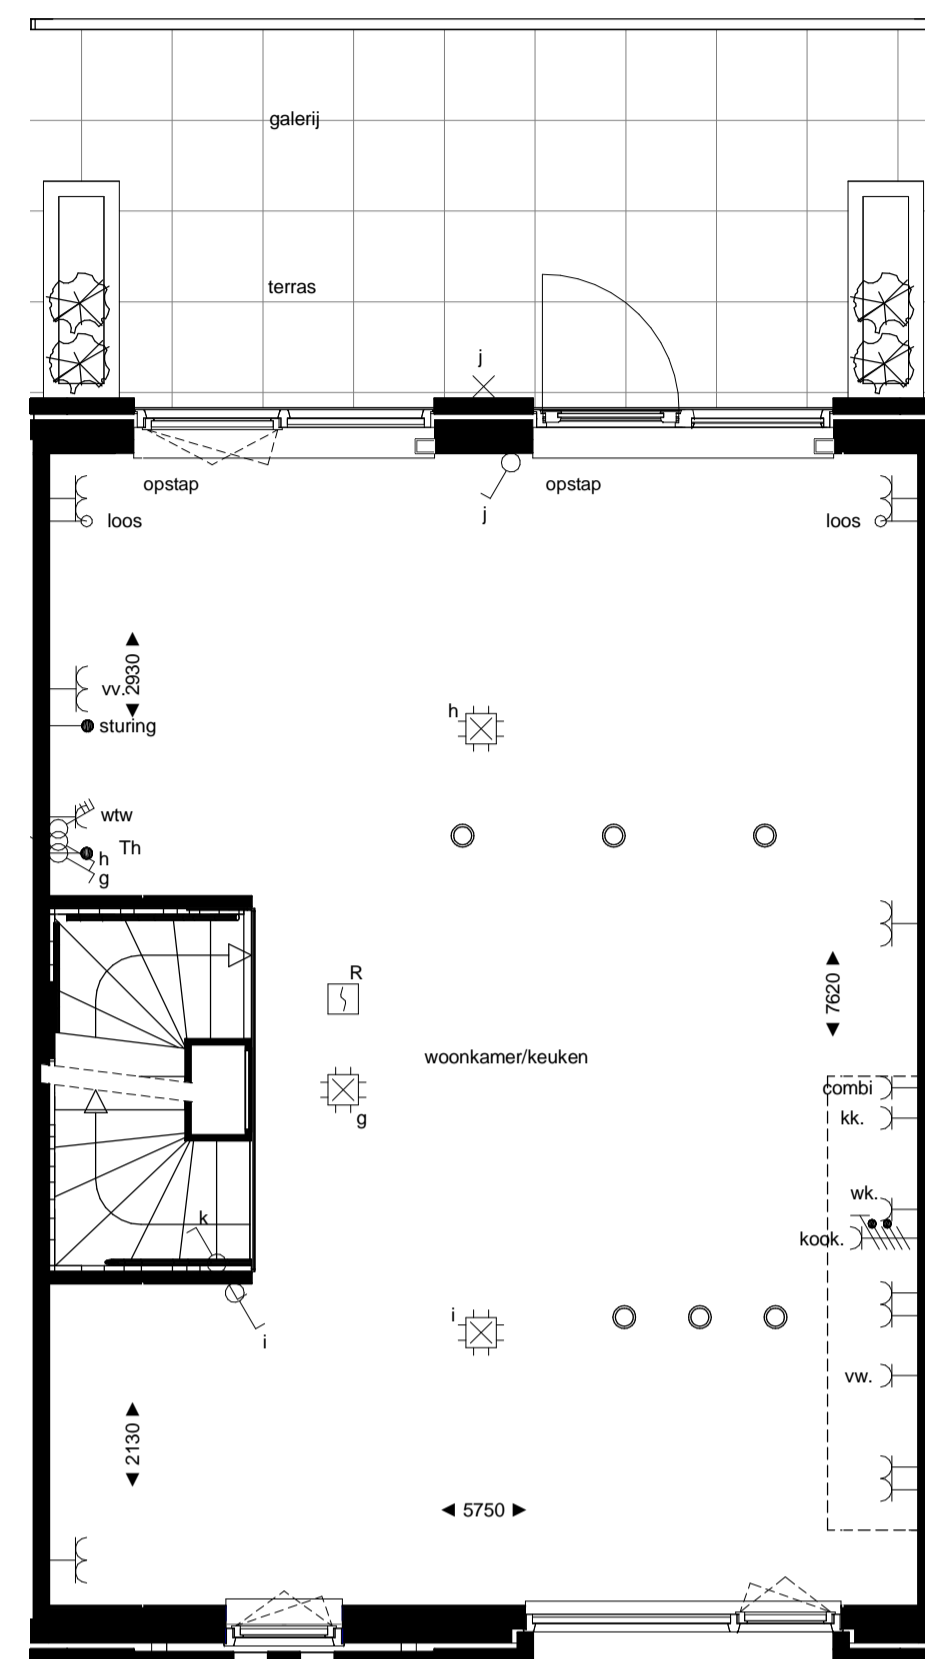 galerij
terras
j
opstap
opstap
j
loos
loos
2930
vv.
sturing
h
wtw
Th
h
g
R
7620
woonkamer/keuken
combi
g
kk.
wk.
k
kook.
i
i
vw.
2130
5750